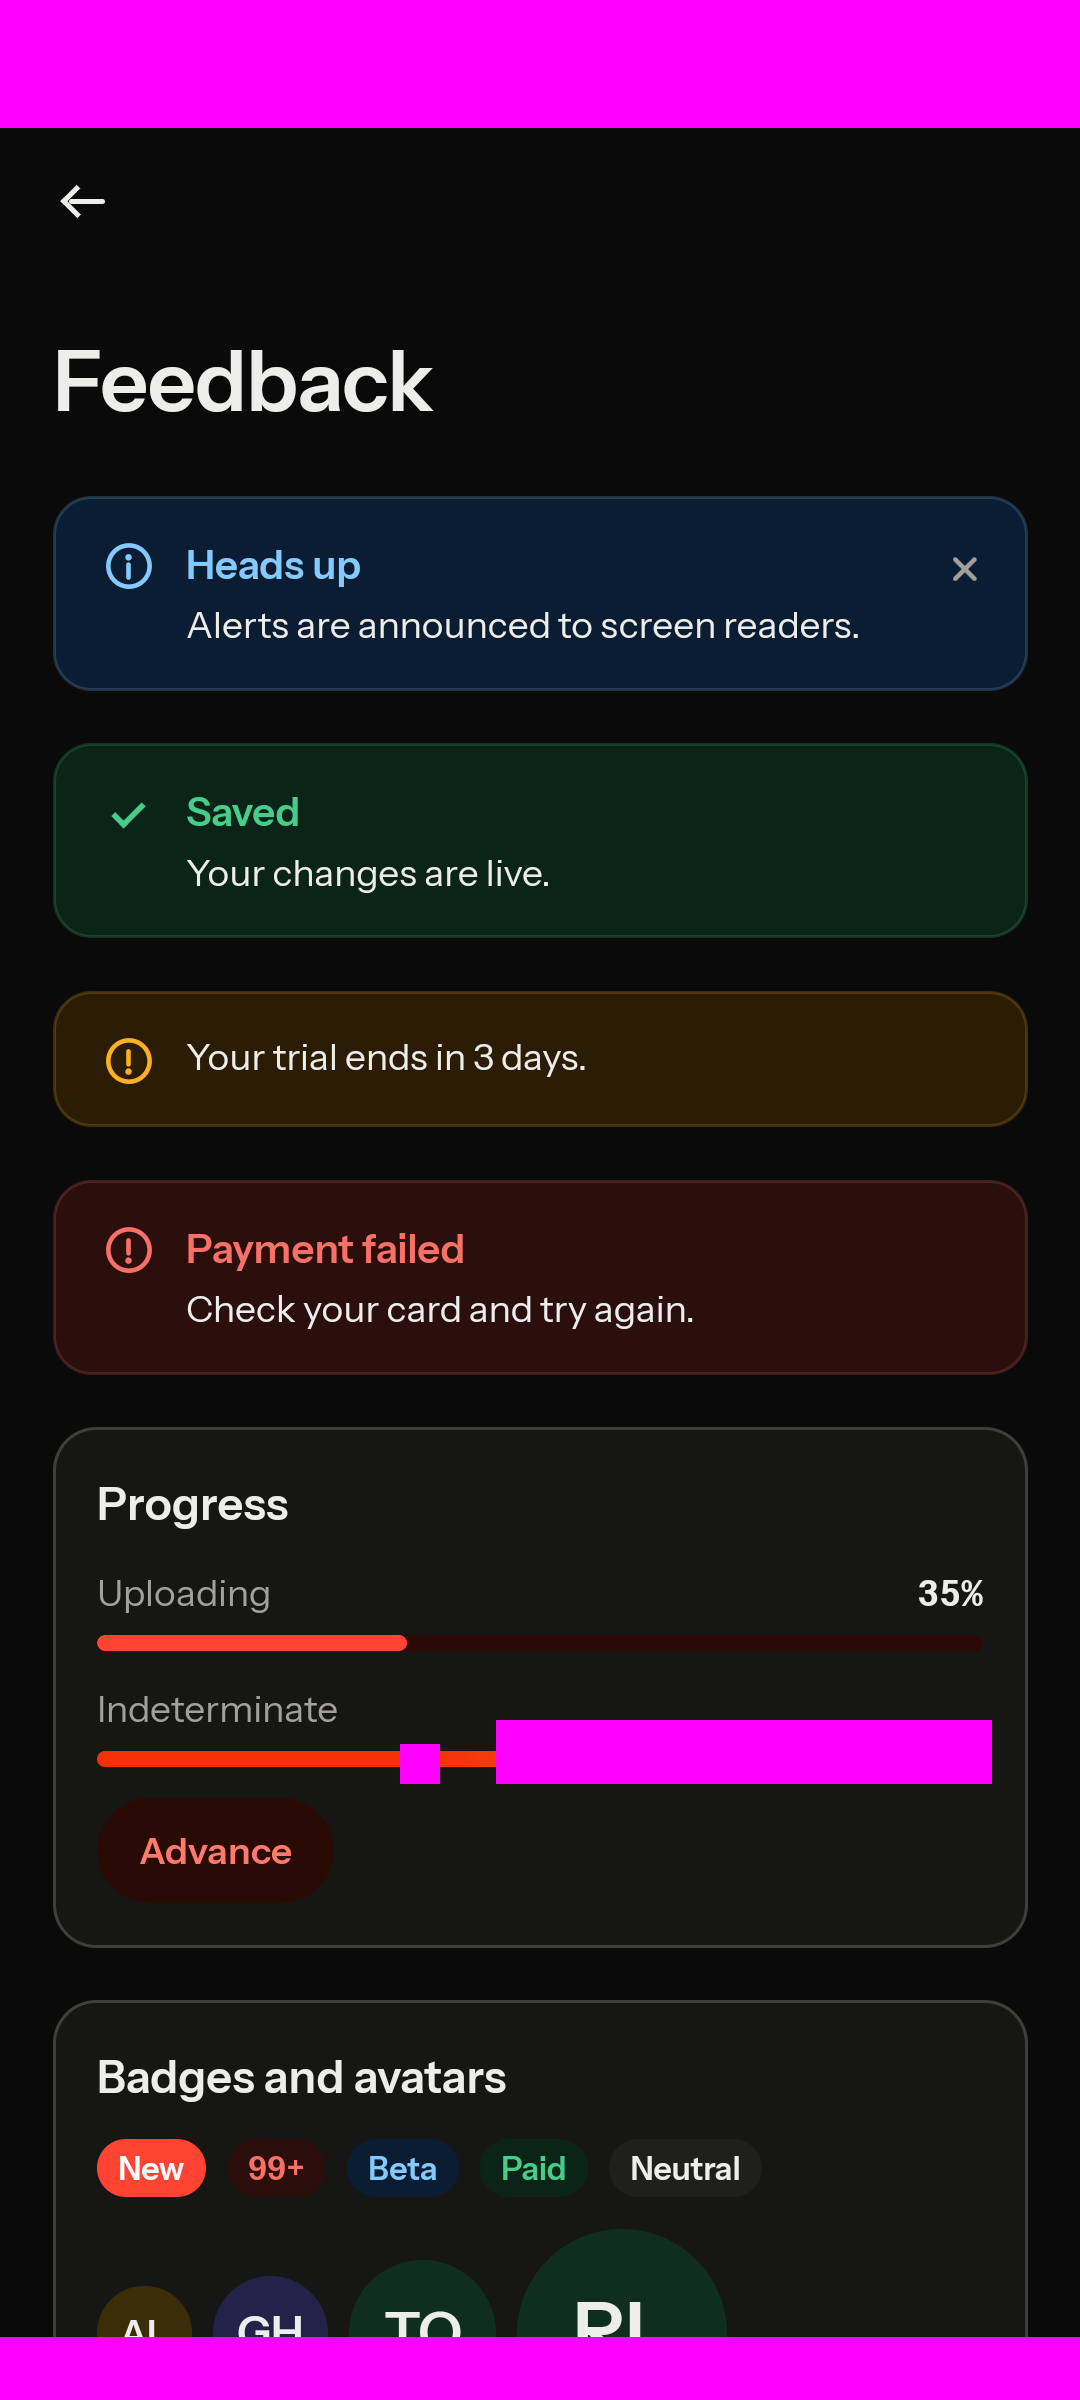 Feedback
Heads up
Alerts are announced to screen readers.
Saved
Your changes are live.
Your trial ends in 3 days.
Payment failed
Check your card and try again.
Progress
Uploading 35%
Indeterminate
Advance
Badges and avatars
New 99+ Beta Paid Neutral
GH TO